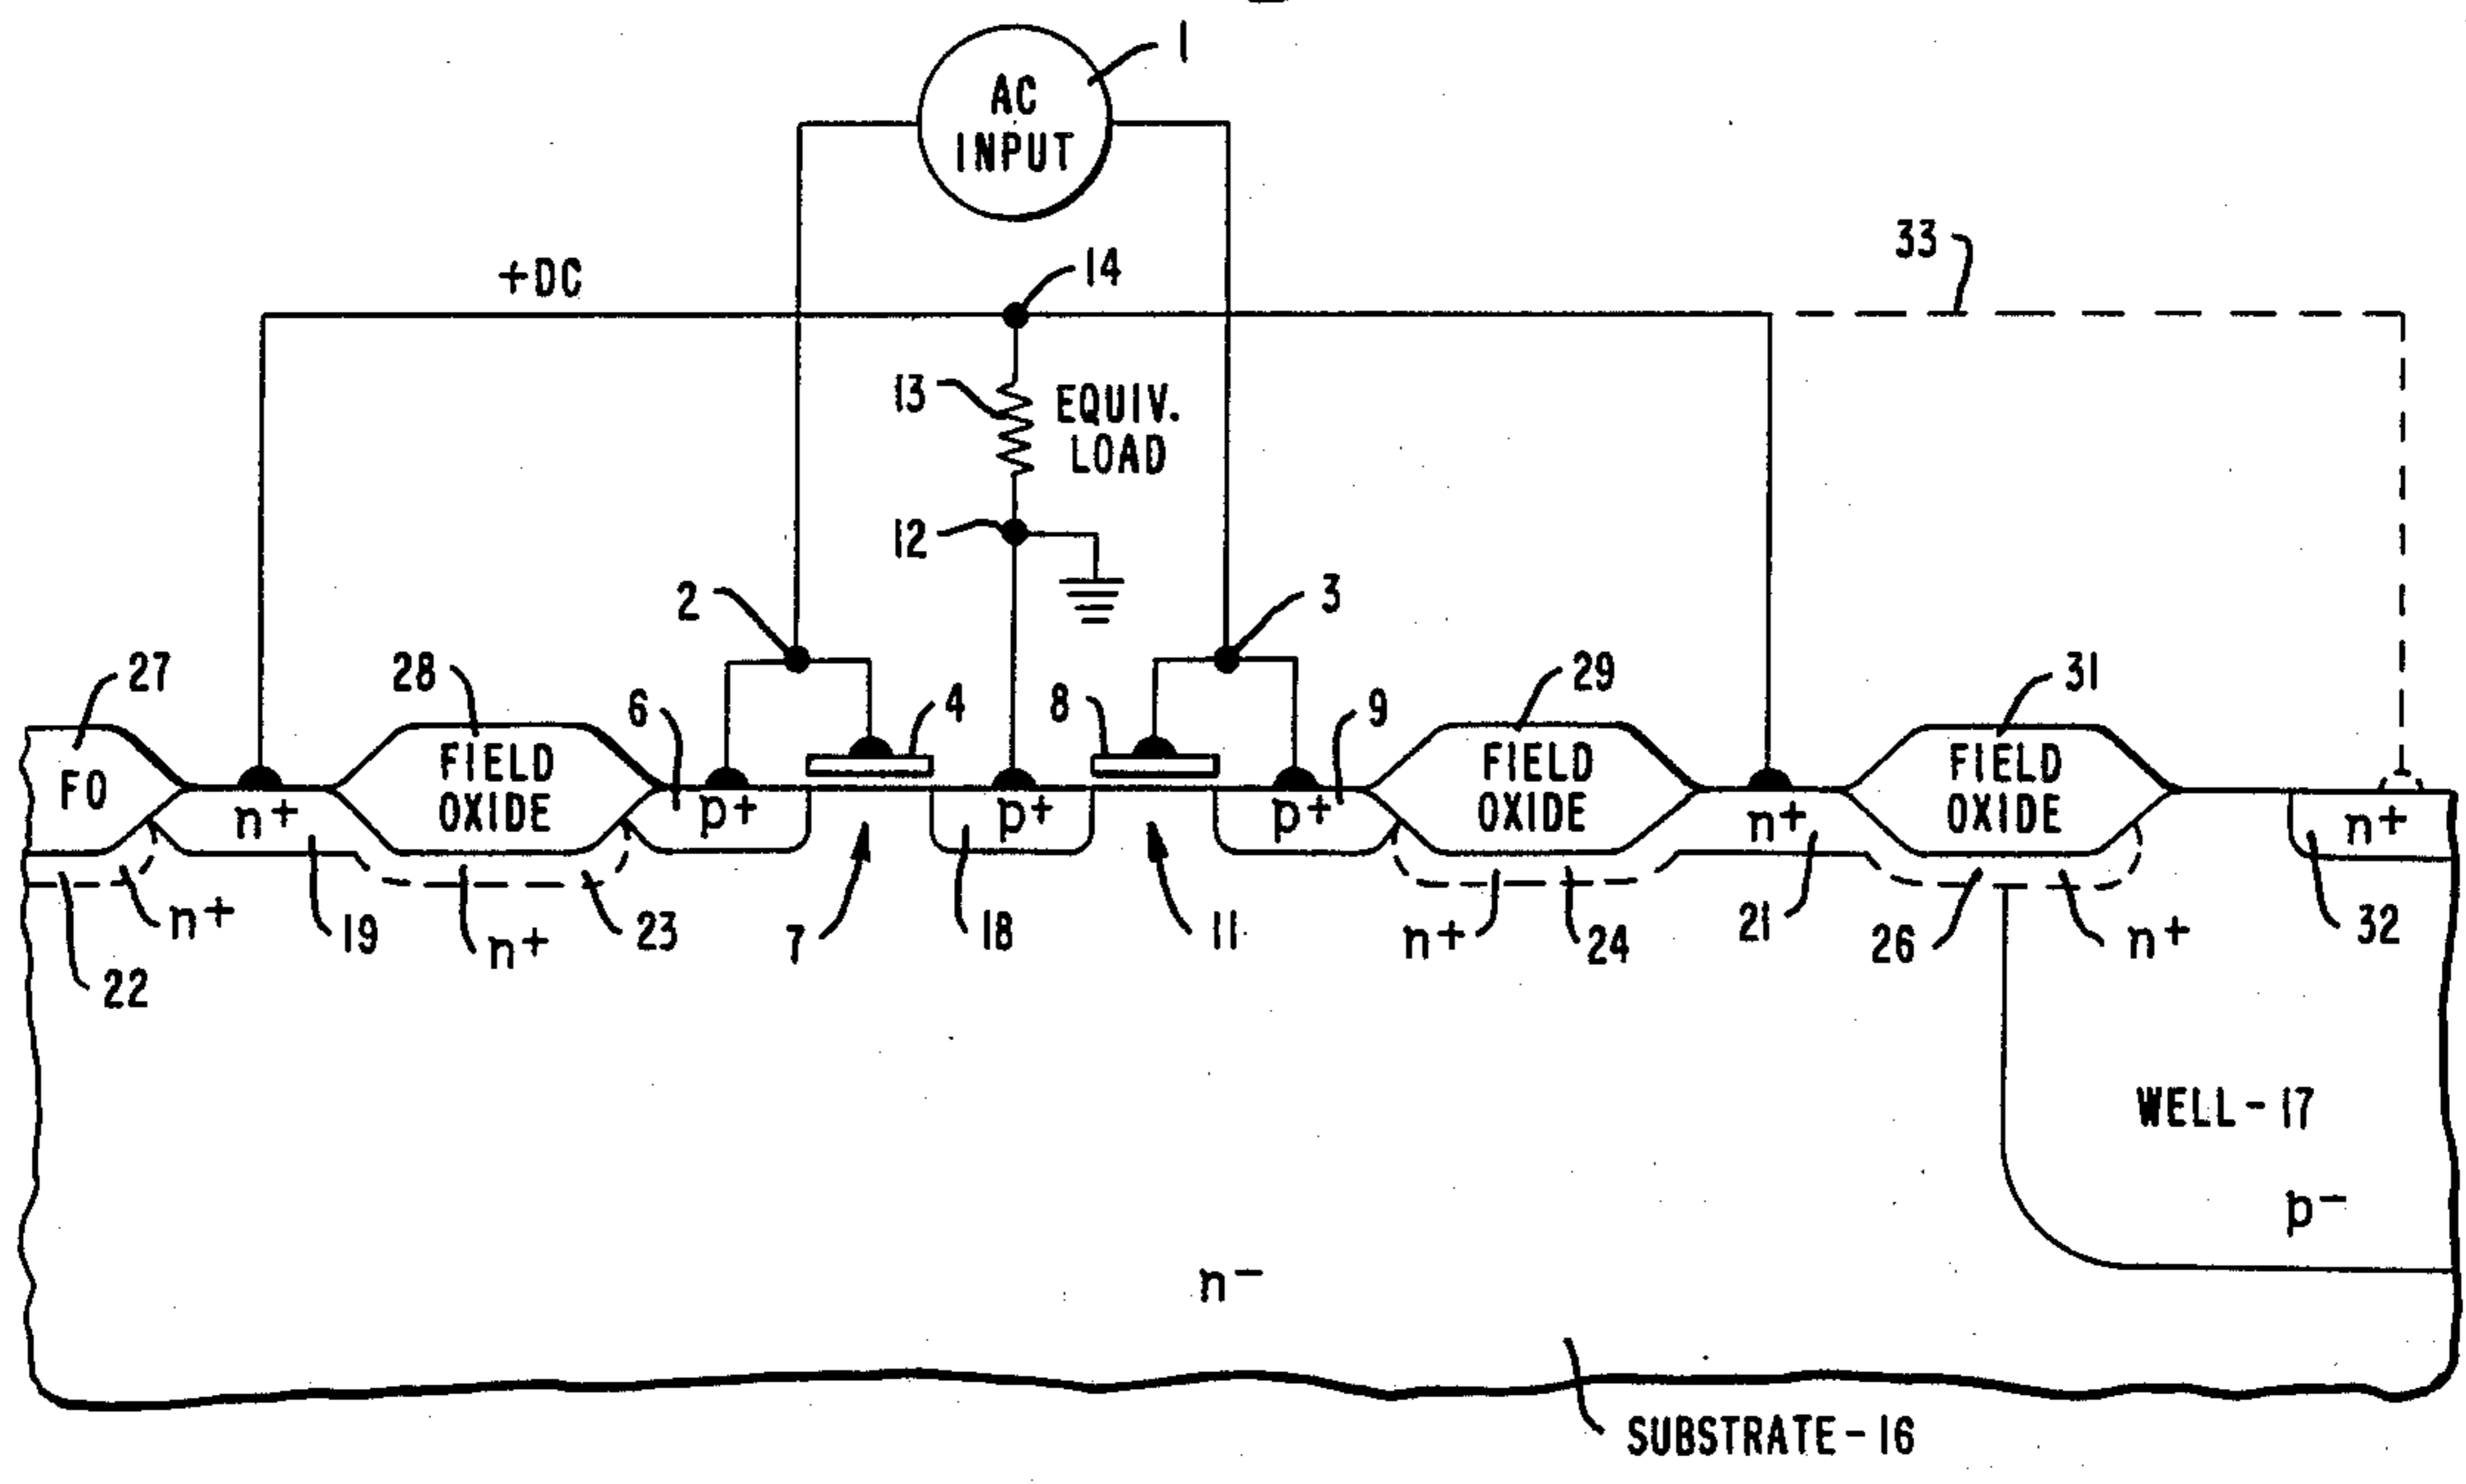 1
AC
INPUT
33
+DC
14
13
EQUIV.
LOAD
12
2
3
27
28
29
31
6
4
8
9
FO
FIELD
OXIDE
FIELD
OXIDE
FIELD
OXIDE
n+
p+
p+
p+
n+
n+
n+
19
n+
23
7
18
11
n+
24
21
26
n+
32
22
WELL-17
p-
n-
SUBSTRATE-16